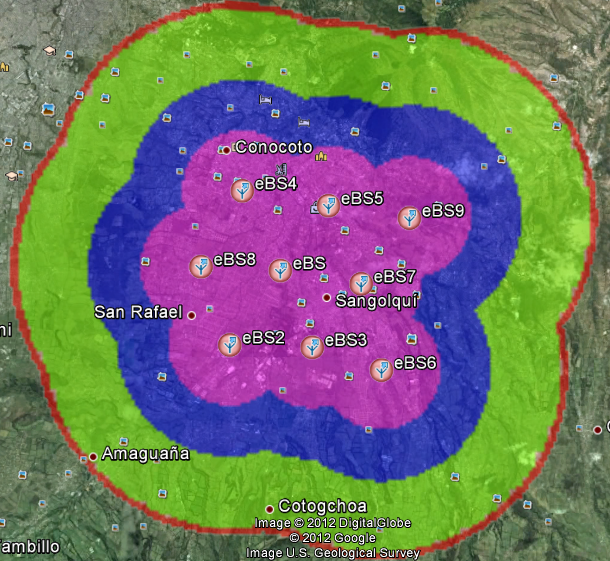 Conocoto
eBS4
eBS5
eBS9
eBS8
eBS
eBS7
Sangolquí
San Rafael
ni
eBS2
eBS3
eBS6
Amaguaña
C
Cotogchoa
Image © 2012 DigitalGlobe
ambillo
© 2012 Google
Image U.S. Geological Survey